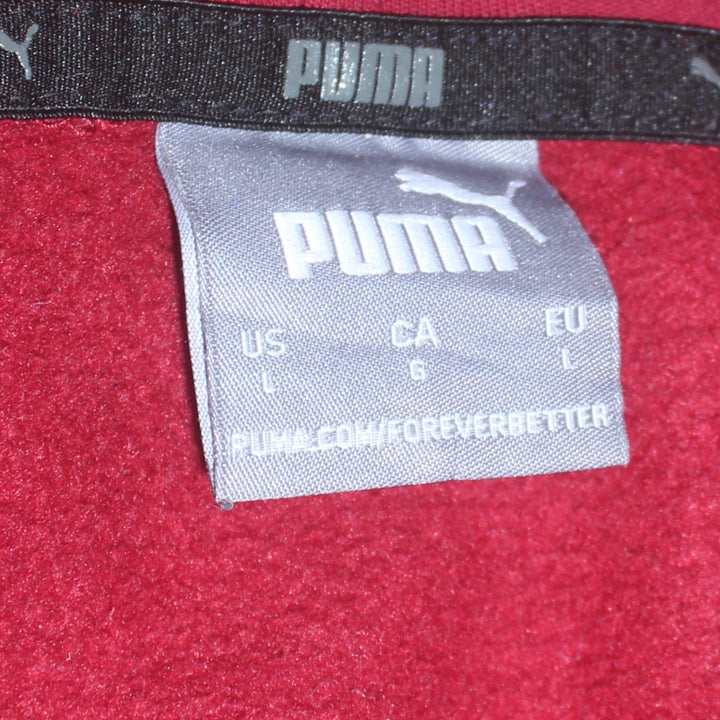 PUMA
PUMA
US CA EU
L G L
PUMA.COM/FOREVERBETTER